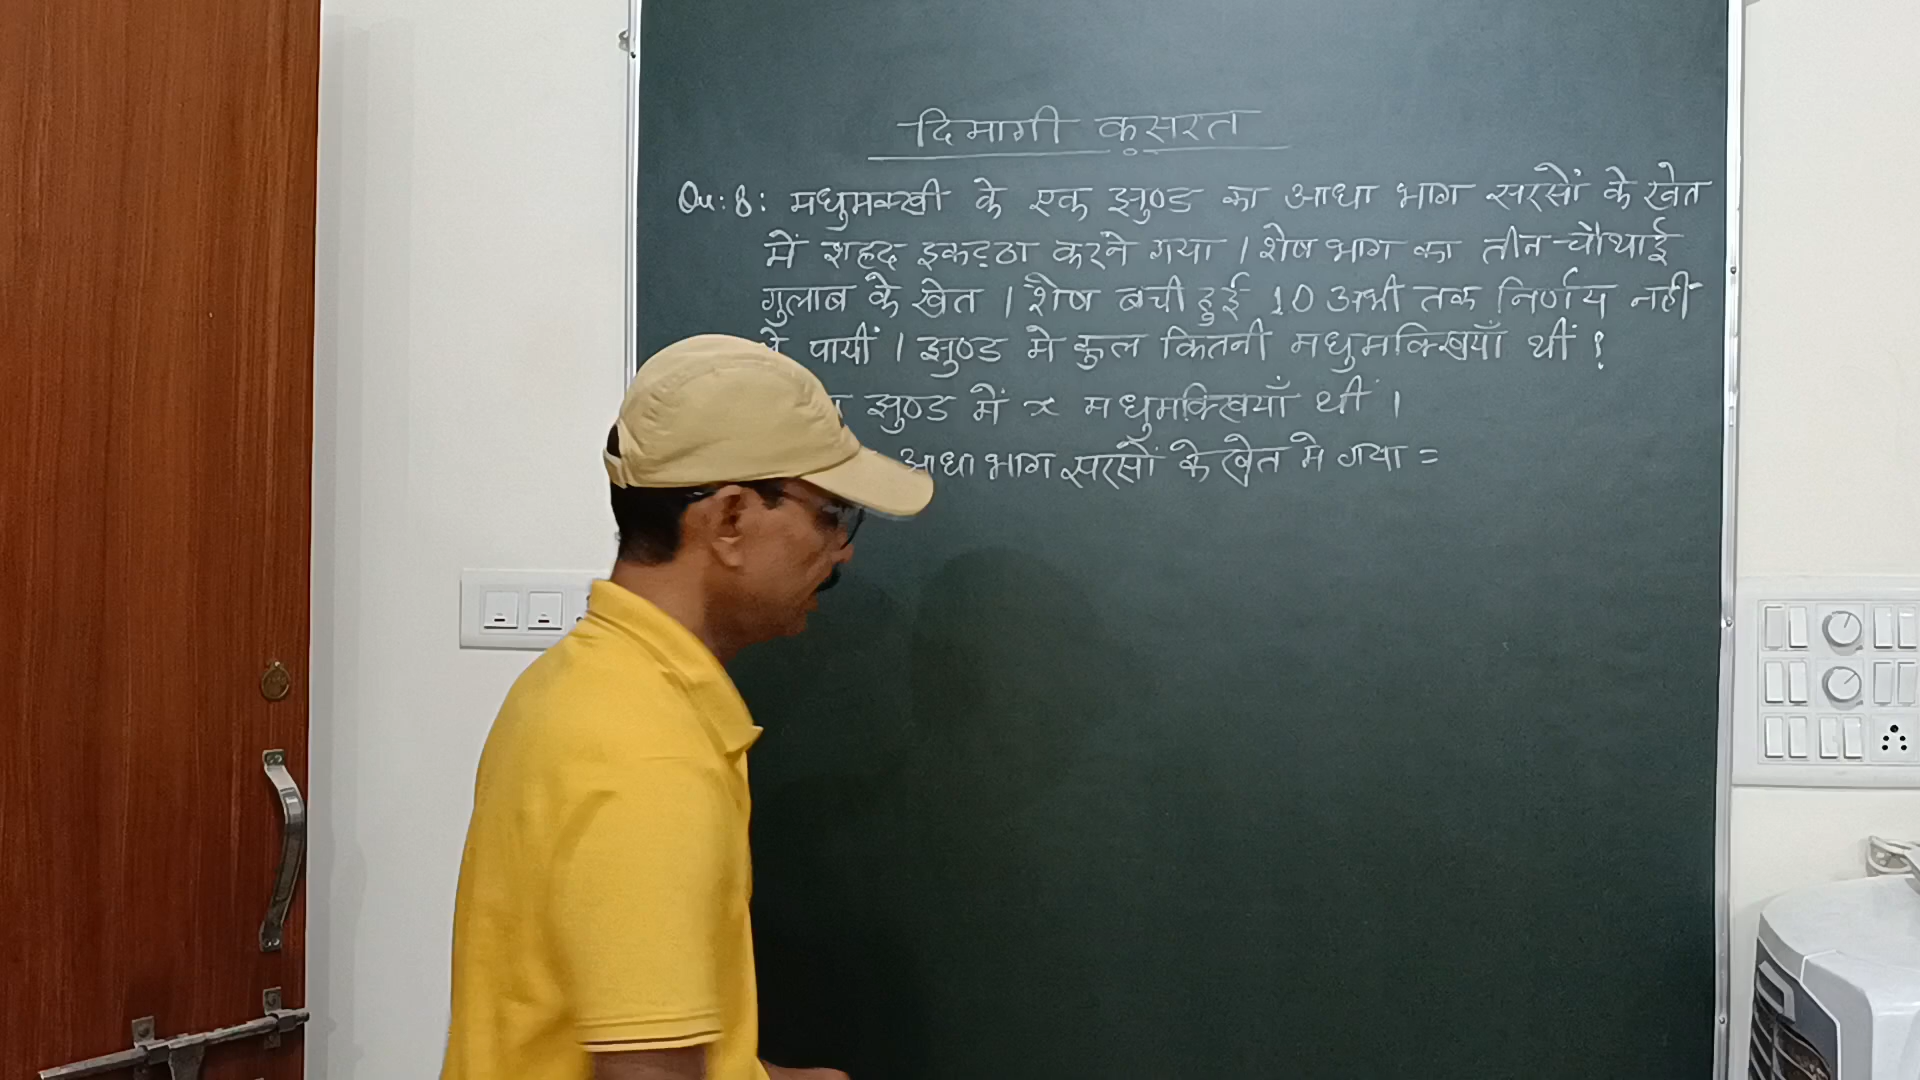 दिमागी कसरत
Qu: 8: मधुमक्खी के एक झुण्ड का आधा भाग सरसों के खेत
में शहद इकट्ठा करने गया । शेष भाग का तीन-चौथाई
गुलाब के खेत । शेष बची हुई 10 अभी तक निर्णय नहीं
पायीं । झुण्ड मे कुल कितनी मधुमक्खियाँ थीं ?
झुण्ड में x मधुमक्खियाँ थीं ।
आधा भाग सरसों के खेत मे गया =